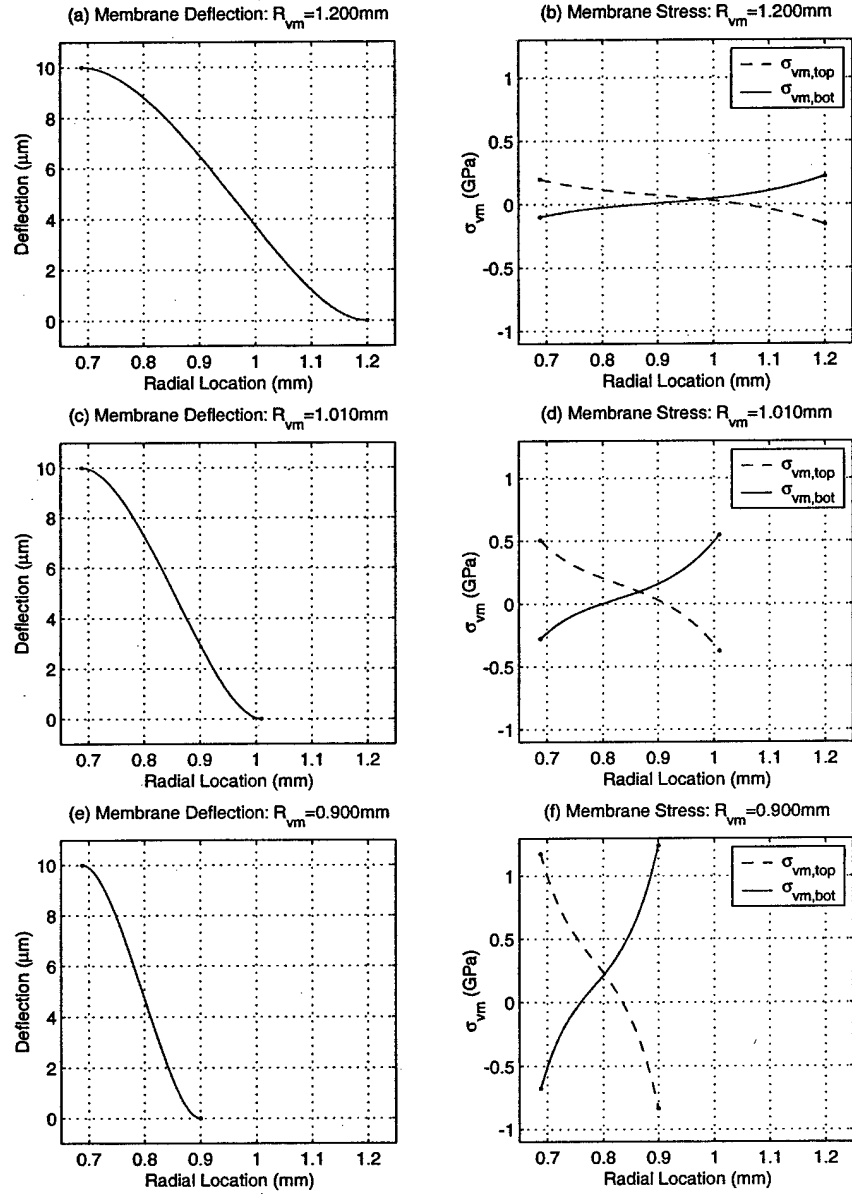 (a) Membrane Deflection: R_vm=1.200mm
10
8
6
4
2
0
Deflection (μm)
0.7 0.8 0.9 1 1.1 1.2
Radial Location (mm)
(b) Membrane Stress: R_vm=1.200mm
σ_vm,top
σ_vm,bot
1
0.5
0
-0.5
-1
σ_vm (GPa)
0.7 0.8 0.9 1 1.1 1.2
Radial Location (mm)
(c) Membrane Deflection: R_vm=1.010mm
10
8
6
4
2
0
Deflection (μm)
0.7 0.8 0.9 1 1.1 1.2
Radial Location (mm)
(d) Membrane Stress: R_vm=1.010mm
σ_vm,top
σ_vm,bot
1
0.5
0
-0.5
-1
σ_vm (GPa)
0.7 0.8 0.9 1 1.1 1.2
Radial Location (mm)
(e) Membrane Deflection: R_vm=0.900mm
10
8
6
4
2
0
Deflection (μm)
0.7 0.8 0.9 1 1.1 1.2
Radial Location (mm)
(f) Membrane Stress: R_vm=0.900mm
σ_vm,top
σ_vm,bot
1
0.5
0
-0.5
-1
σ_vm (GPa)
0.7 0.8 0.9 1 1.1 1.2
Radial Location (mm)